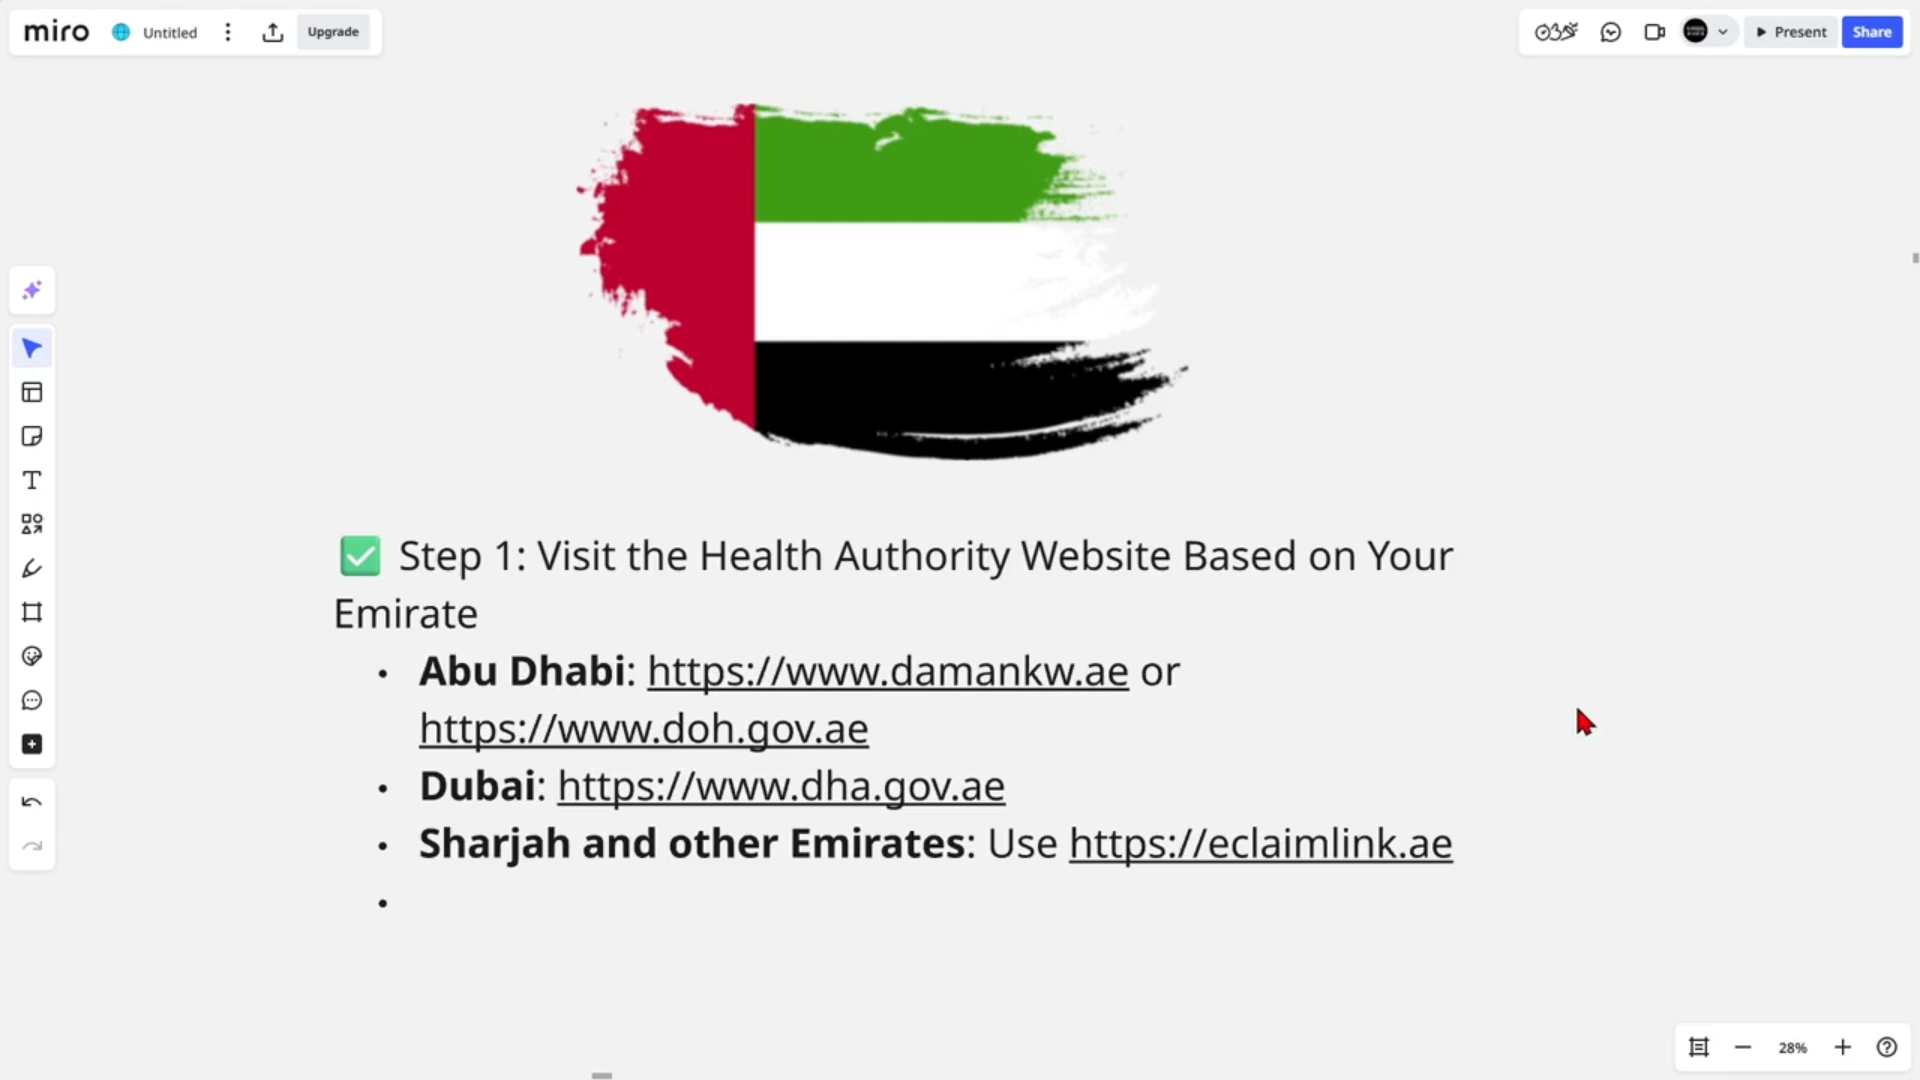 miro Untitled Upgrade
Present Share
✅ Step 1: Visit the Health Authority Website Based on Your
Emirate
• Abu Dhabi: https://www.damankw.ae or
https://www.doh.gov.ae
• Dubai: https://www.dha.gov.ae
• Sharjah and other Emirates: Use https://eclaimlink.ae
•
28%